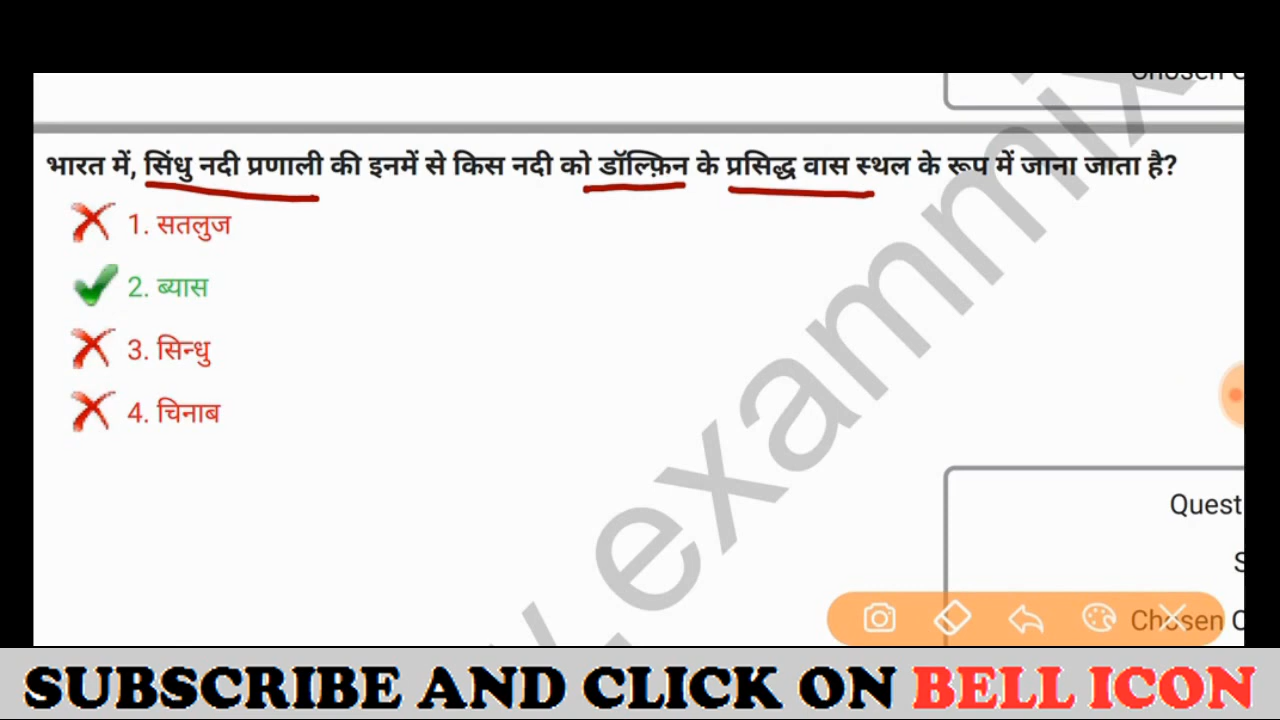 Chosen
भारत में, सिंधु नदी प्रणाली की इनमें से किस नदी को डॉल्फ़िन के प्रसिद्ध वास स्थल के रूप में जाना जाता है?
1. सतलुज
2. ब्यास
3. सिन्धु
4. चिनाब
.exammix
Quest
S
Chosen O
SUBSCRIBE AND CLICK ON BELL ICON